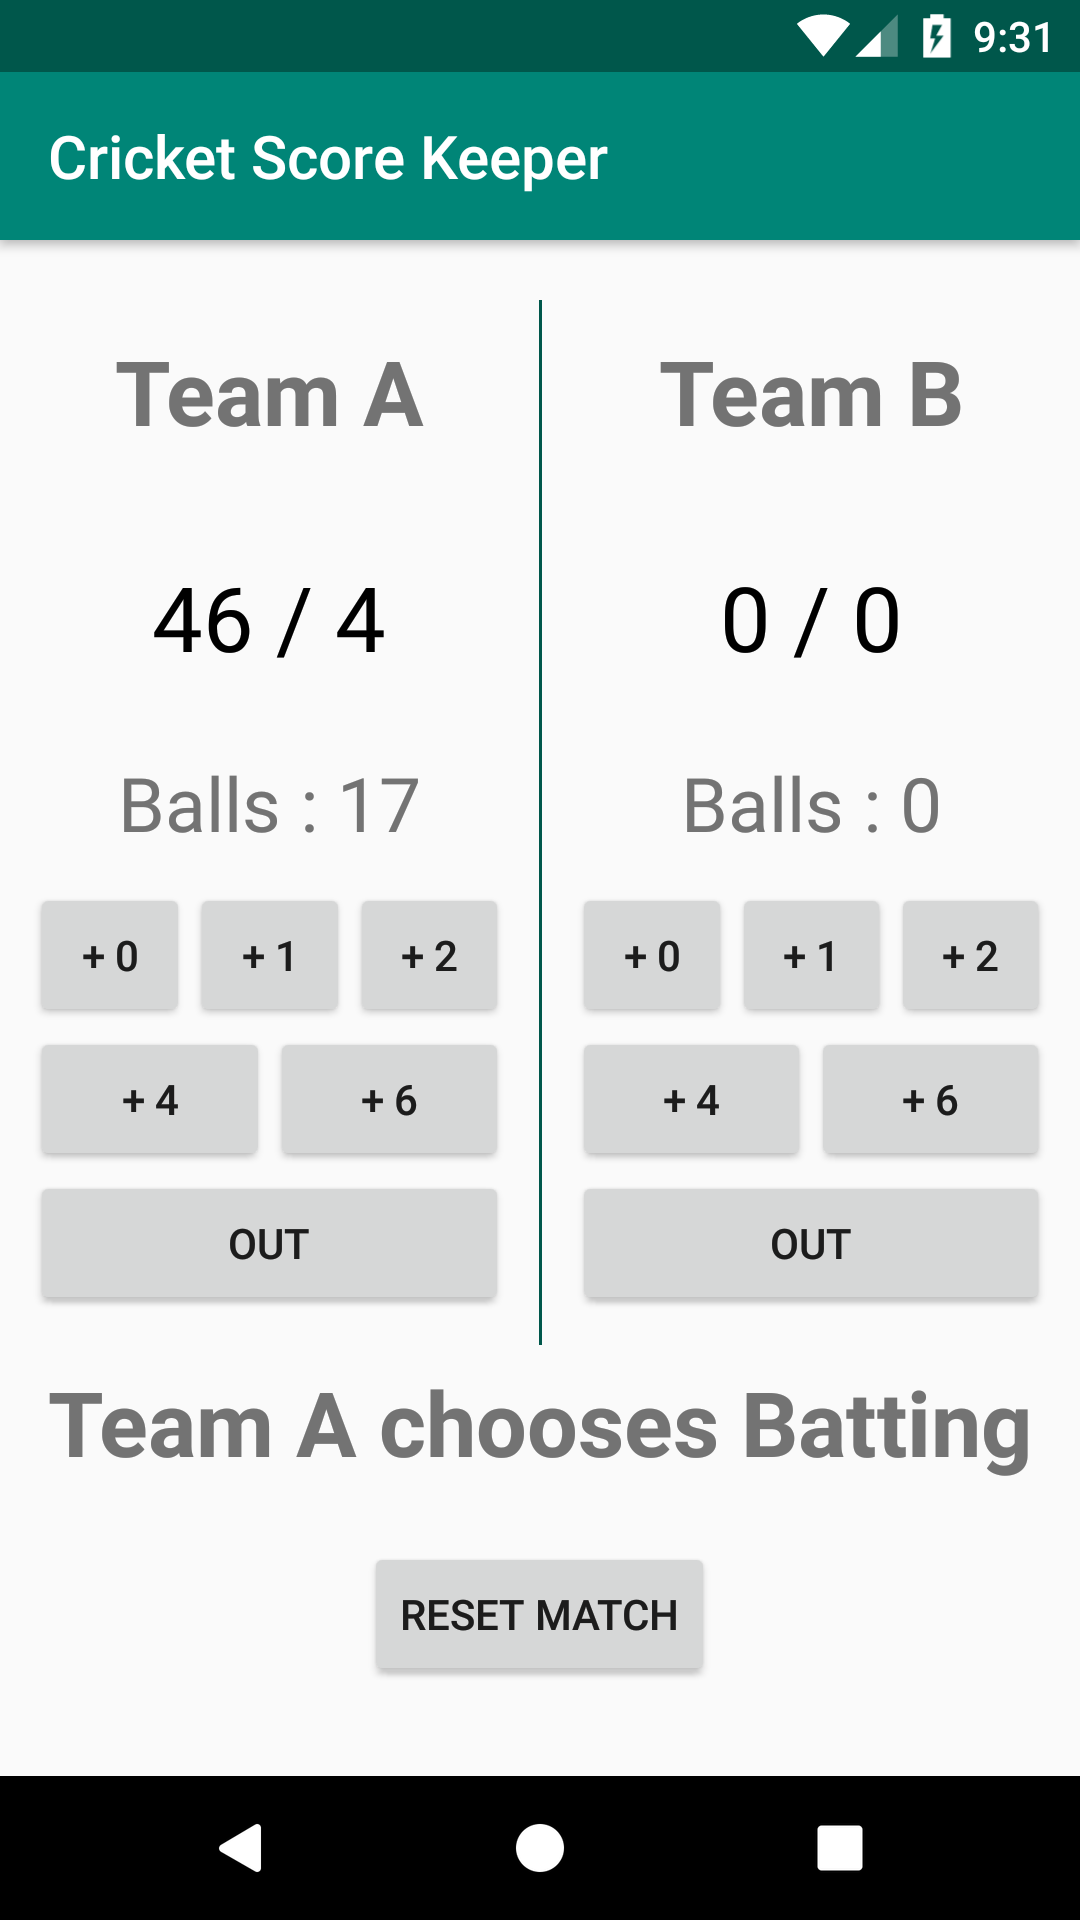 9:31
Cricket Score Keeper
Team A
46 / 4
Balls : 17
+ 0 + 1 + 2
+ 4 + 6
OUT
Team B
0 / 0
Balls : 0
+ 0 + 1 + 2
+ 4 + 6
OUT
Team A chooses Batting
RESET MATCH